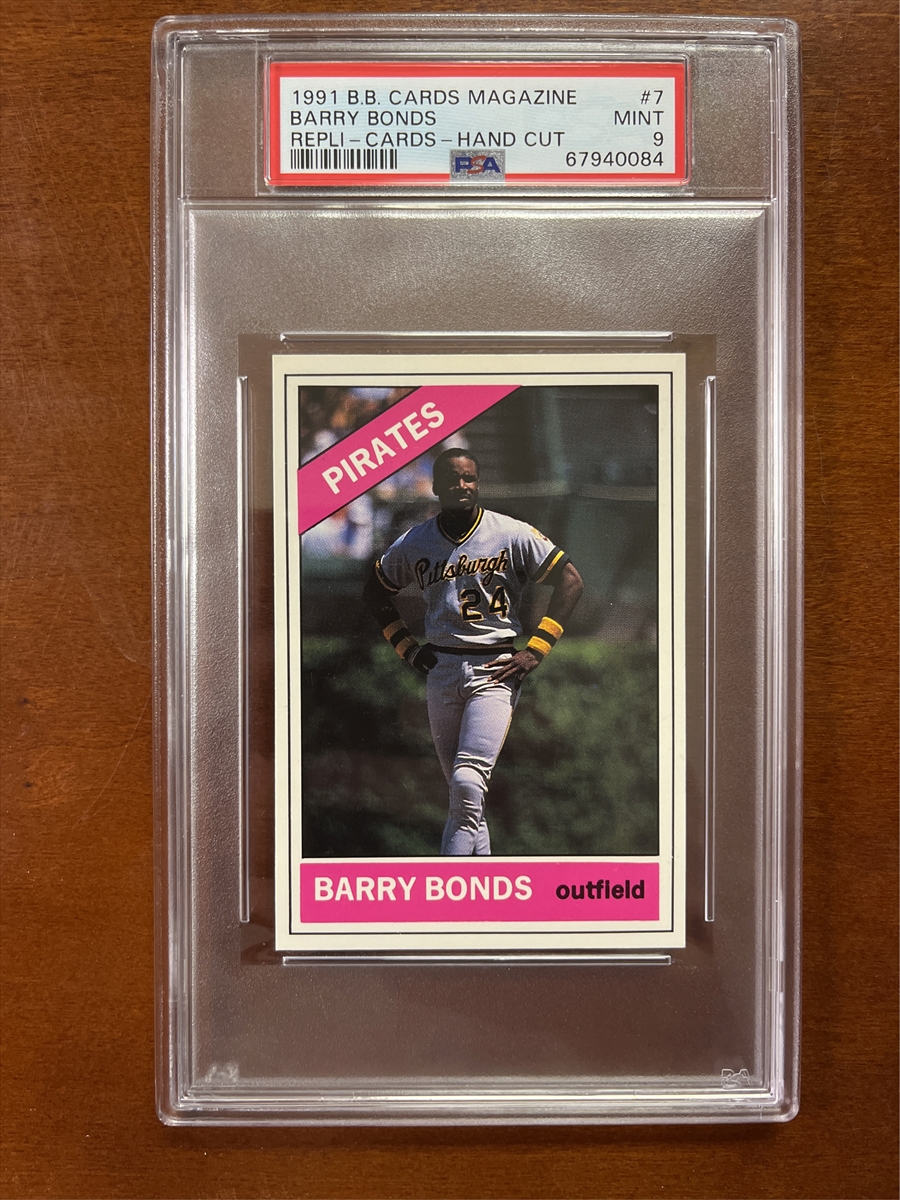 1991 B.B. CARDS MAGAZINE #7
BARRY BONDS MINT
REPLI-CARDS-HAND CUT 9
PSA 67940084
PIRATES
Pittsburgh
24
BARRY BONDS outfield
PSA